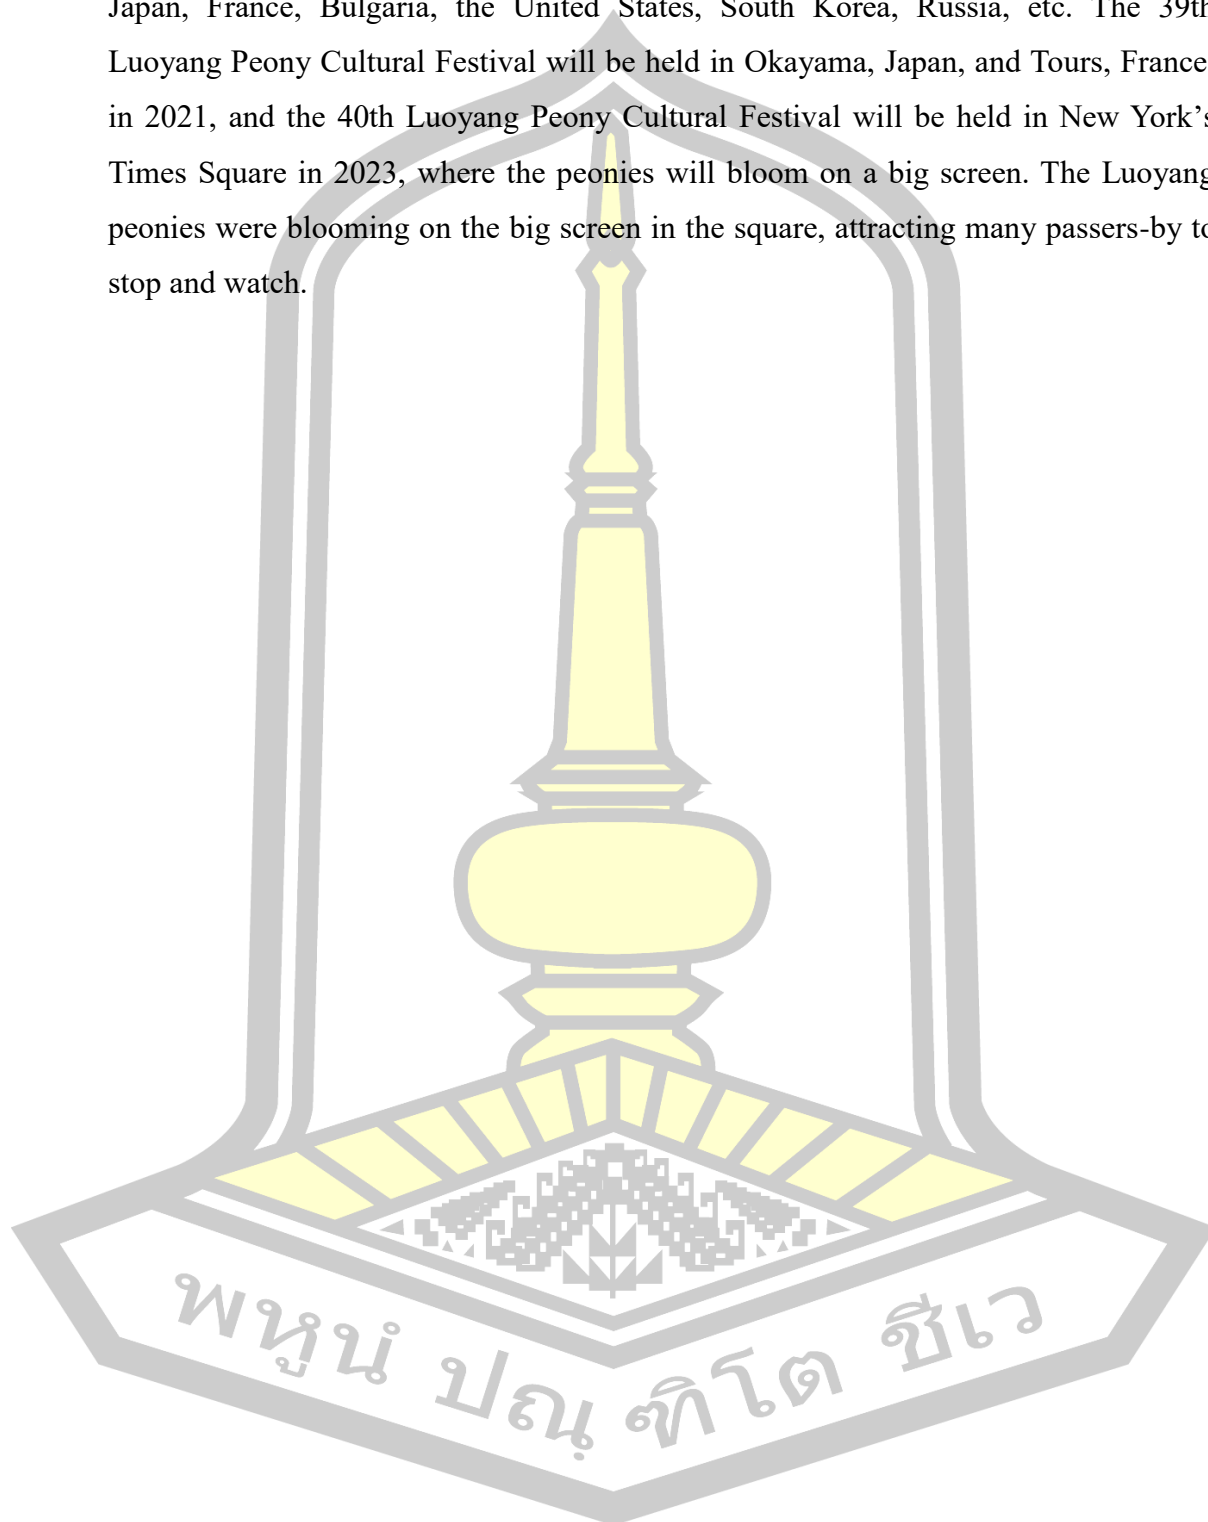 Japan, France, Bulgaria, the United States, South Korea, Russia, etc. The 39th
Luoyang Peony Cultural Festival will be held in Okayama, Japan, and Tours, France
in 2021, and the 40th Luoyang Peony Cultural Festival will be held in New York’s
Times Square in 2023, where the peonies will bloom on a big screen. The Luoyang
peonies were blooming on the big screen in the square, attracting many passers-by to
stop and watch.
พหูนํ ปณฺฑิโต ชีเว